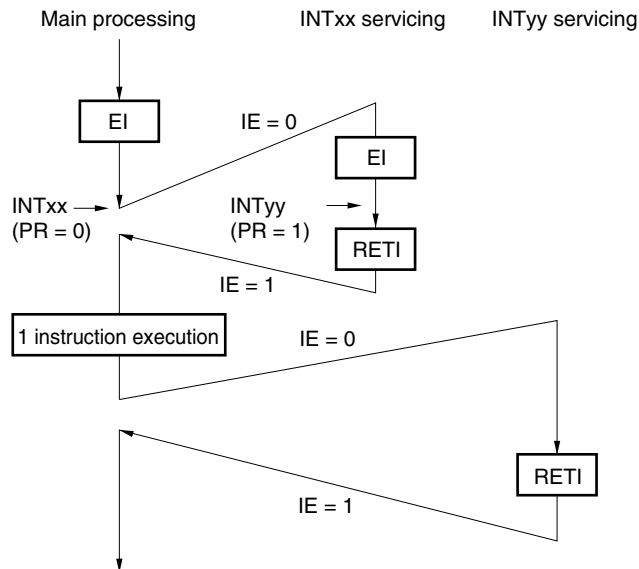 Main processing
INTxx servicing
INTyy servicing
EI
IE = 0
EI
INTxx
(PR = 0)
INTyy
(PR = 1)
RETI
IE = 1
1 instruction execution
IE = 0
RETI
IE = 1